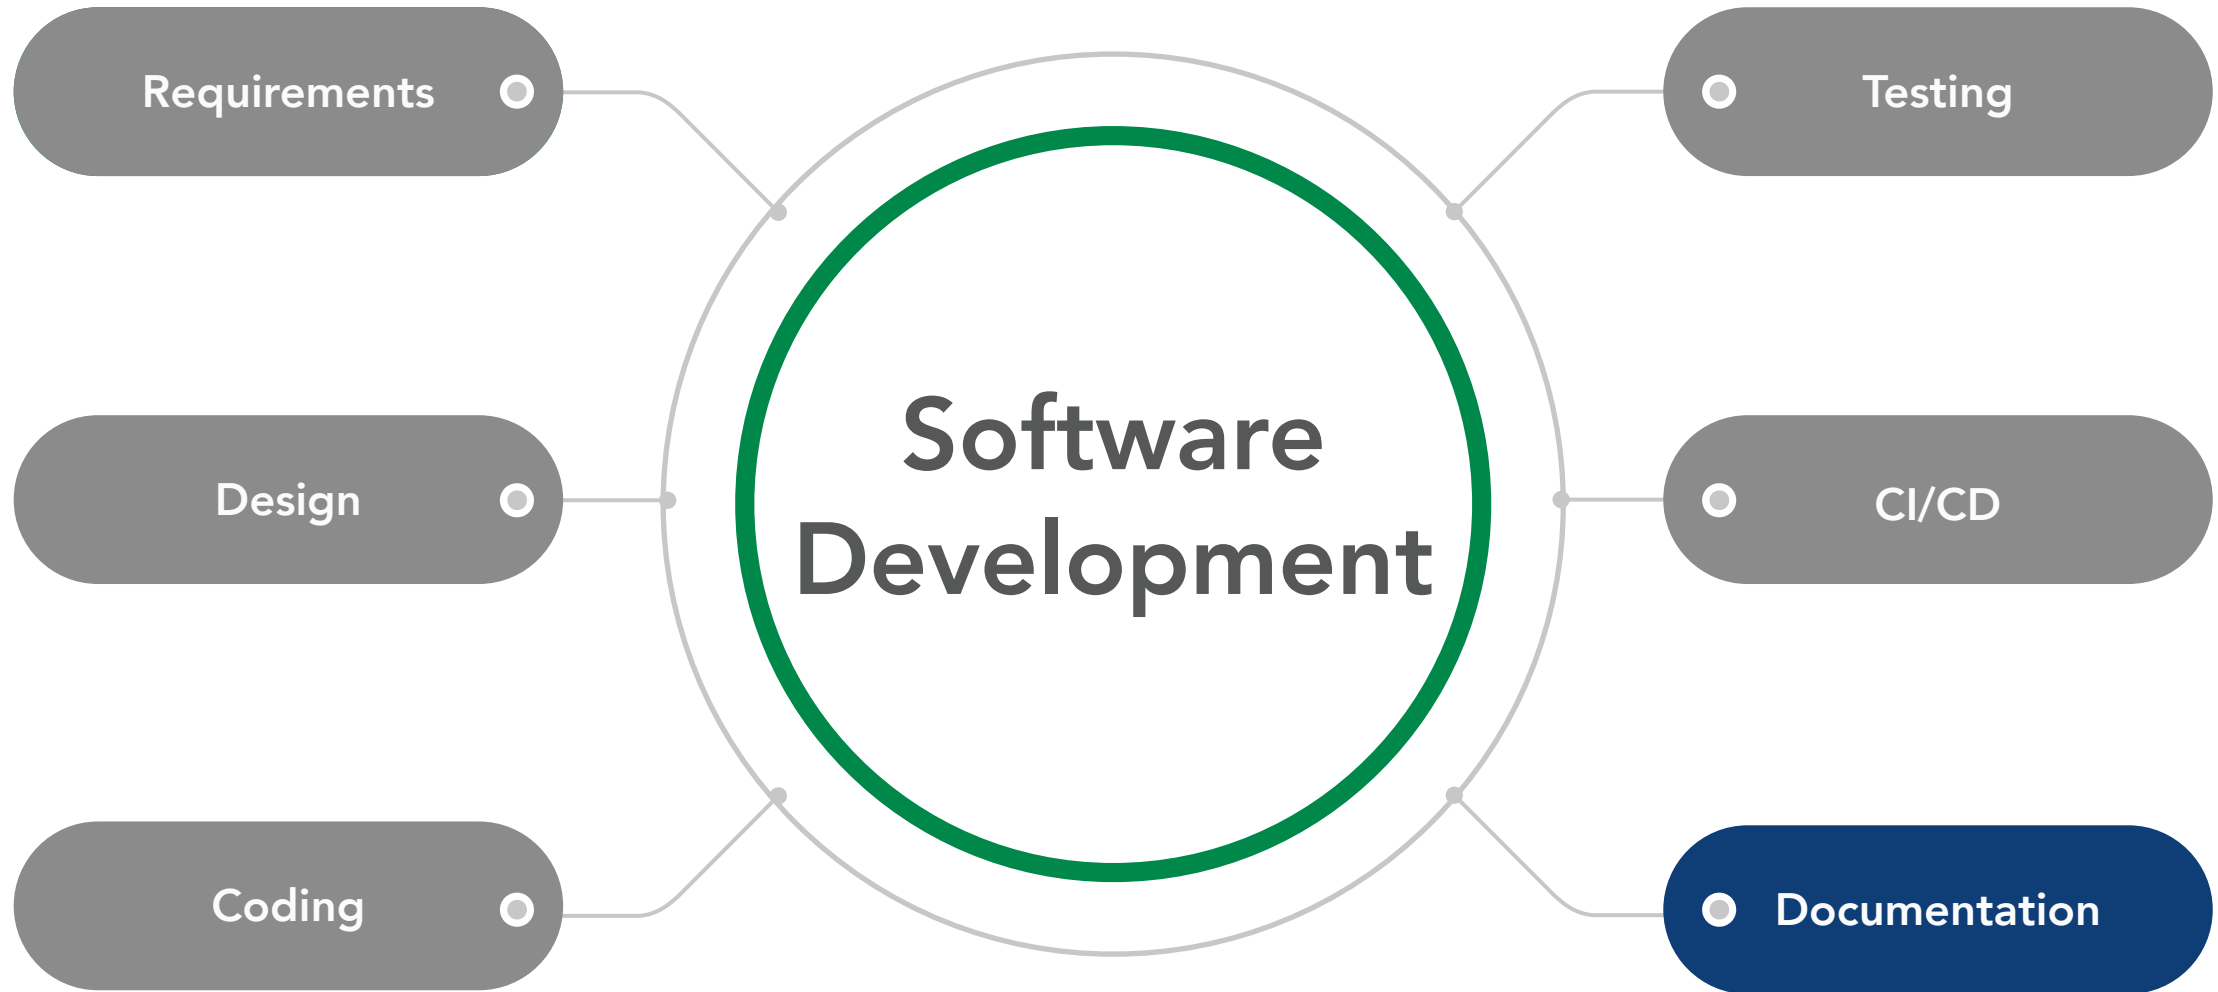 Requirements
Design
Coding
Software
Development
Testing
CI/CD
Documentation